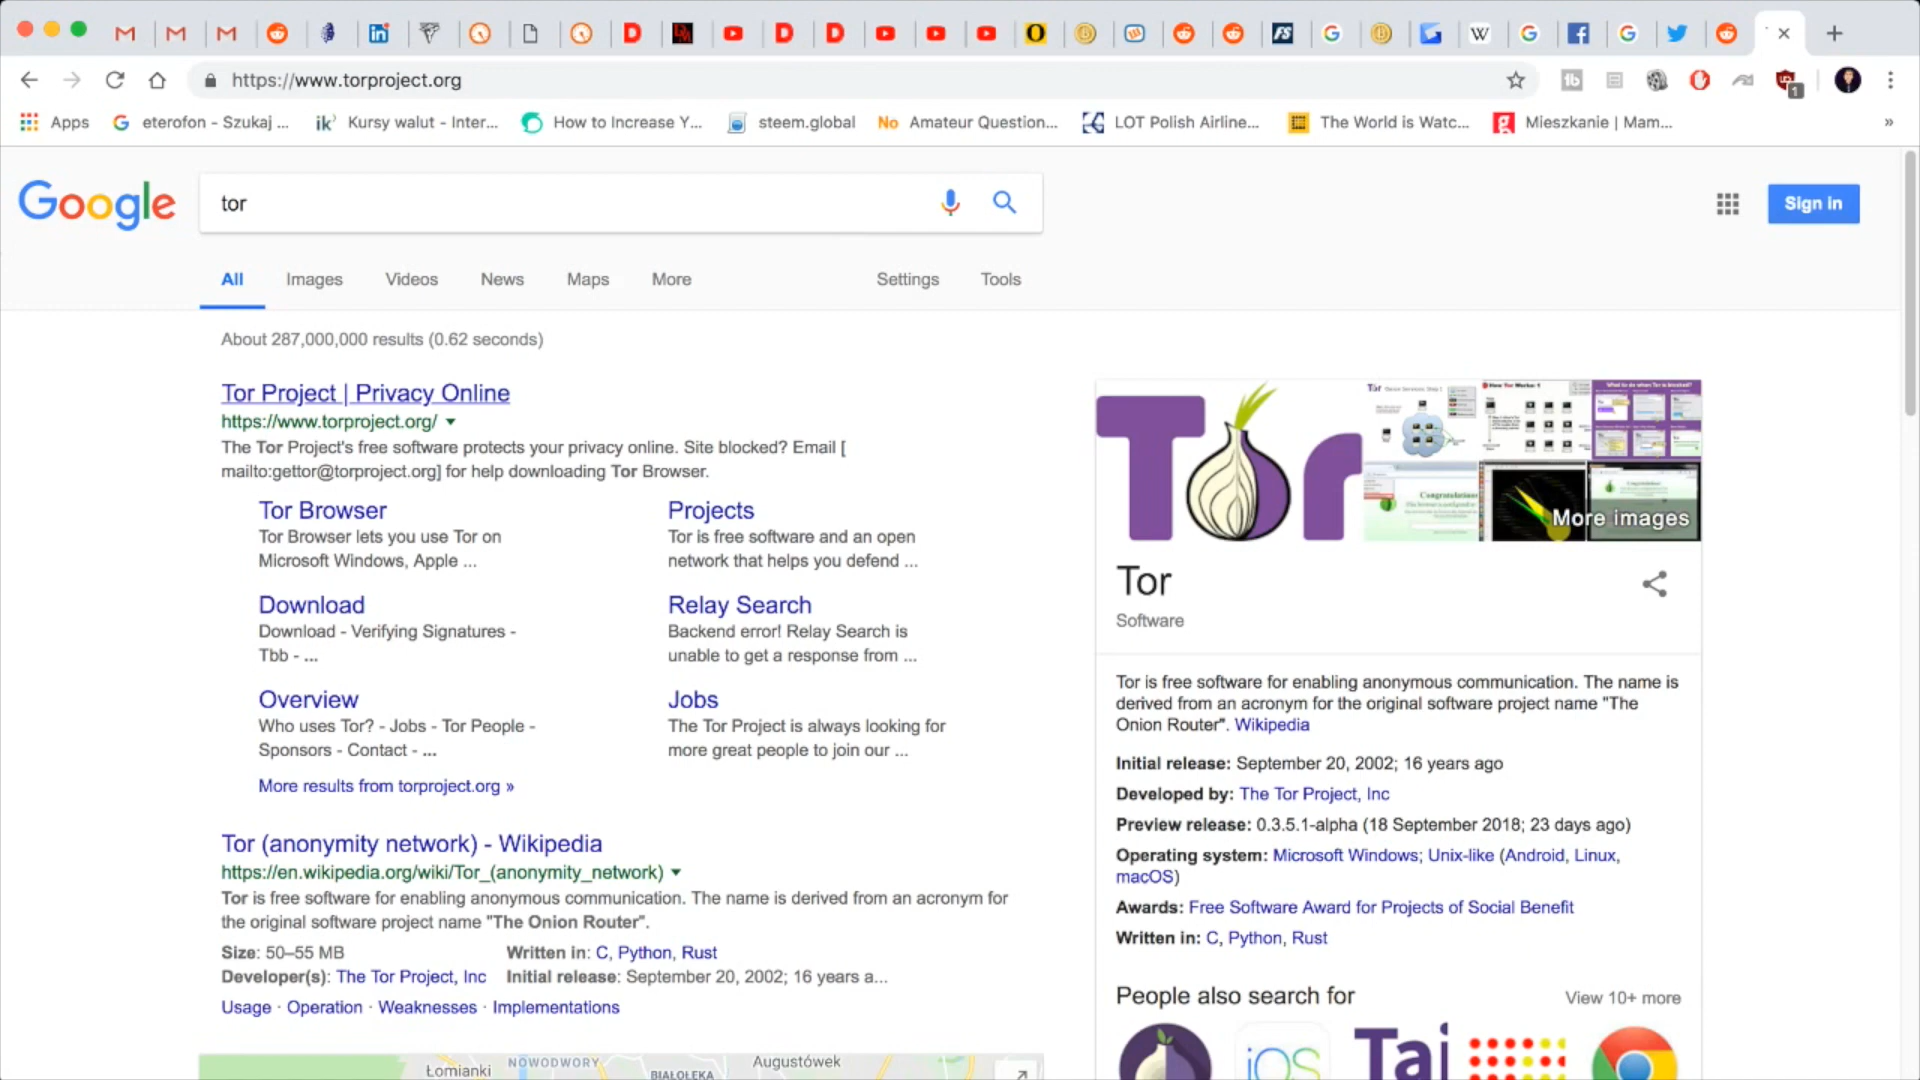 https://www.torproject.org
1
Apps
eterofon - Szukaj ...
Kursy walut - Inter...
How to Increase Y...
steem.global
No Amateur Question...
LOT Polish Airline...
The World is Watc...
Mieszkanie | Mam...
»
Google
tor
Sign in
All
Images
Videos
News
Maps
More
Settings
Tools
About 287,000,000 results (0.62 seconds)
Tor Project | Privacy Online
https://www.torproject.org/
The Tor Project's free software protects your privacy online. Site blocked? Email [
mailto:gettor@torproject.org] for help downloading Tor Browser.
Tor Browser
Tor Browser lets you use Tor on
Microsoft Windows, Apple ...
Projects
Tor is free software and an open
network that helps you defend ...
Download
Download - Verifying Signatures -
Tbb - ...
Relay Search
Backend error! Relay Search is
unable to get a response from ...
Overview
Who uses Tor? - Jobs - Tor People -
Sponsors - Contact - ...
Jobs
The Tor Project is always looking for
more great people to join our ...
More results from torproject.org »
Tor (anonymity network) - Wikipedia
https://en.wikipedia.org/wiki/Tor_(anonymity_network)
Tor is free software for enabling anonymous communication. The name is derived from an acronym for
the original software project name "The Onion Router".
Size: 50–55 MB
Written in: C, Python, Rust
Developer(s): The Tor Project, Inc
Initial release: September 20, 2002; 16 years a...
Usage · Operation · Weaknesses · Implementations
Łomianki
NOWODWORY
BIAŁOŁĘKA
Augustówek
Tor
More images
Tor
Software
Tor is free software for enabling anonymous communication. The name is
derived from an acronym for the original software project name "The
Onion Router". Wikipedia
Initial release: September 20, 2002; 16 years ago
Developed by: The Tor Project, Inc
Preview release: 0.3.5.1-alpha (18 September 2018; 23 days ago)
Operating system: Microsoft Windows; Unix-like (Android, Linux,
macOS)
Awards: Free Software Award for Projects of Social Benefit
Written in: C, Python, Rust
People also search for
View 10+ more
iOS